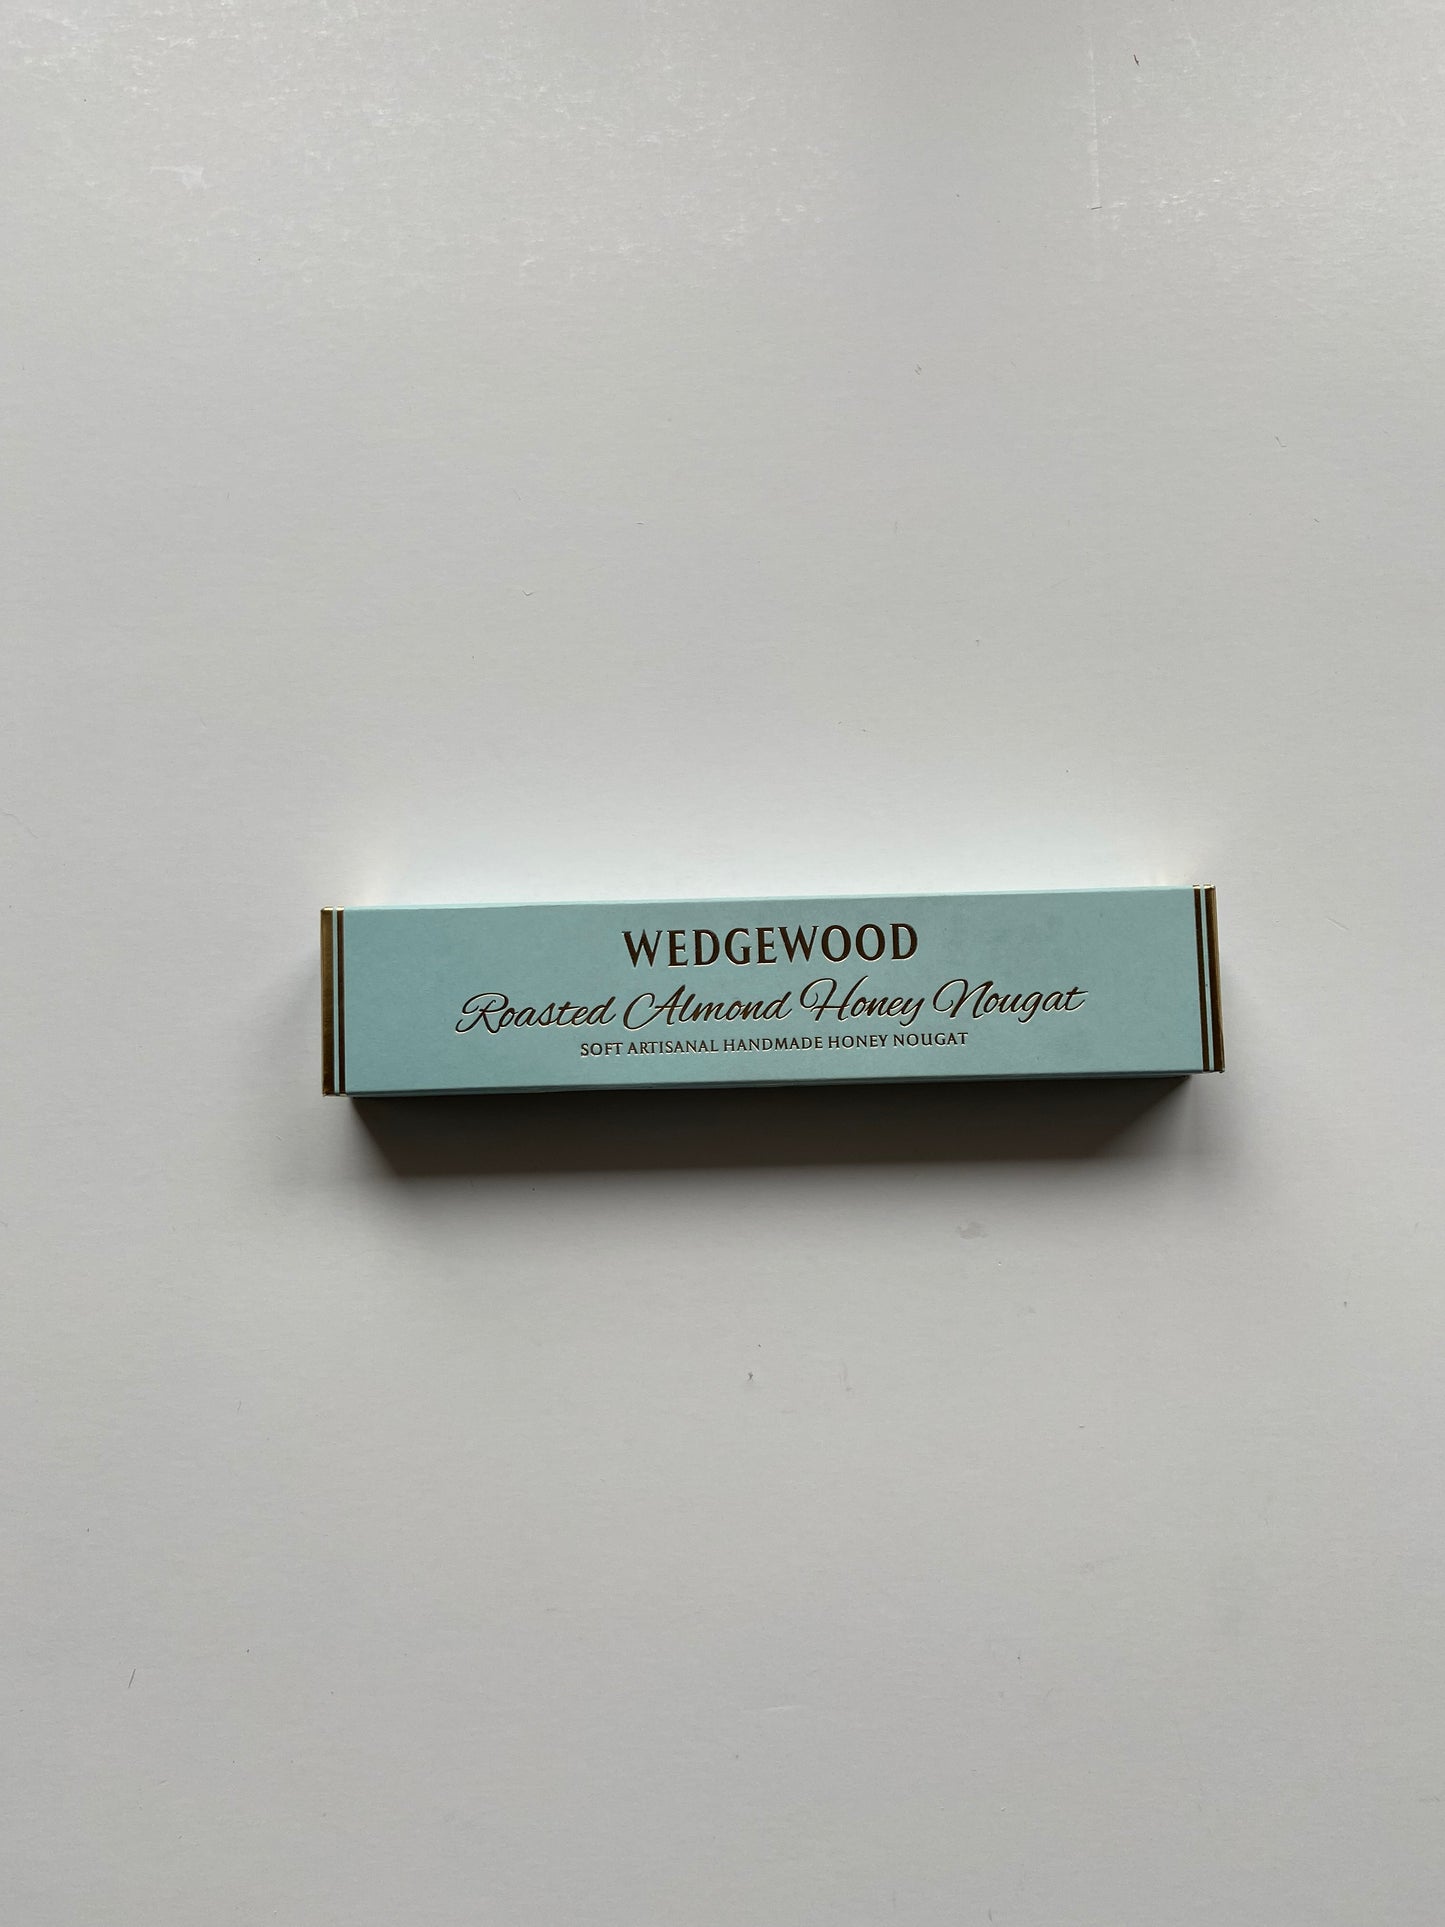 WEDGEWOOD
Roasted Almond Honey Nougat
SOFT ARTISANAL HANDMADE HONEY NOUGAT